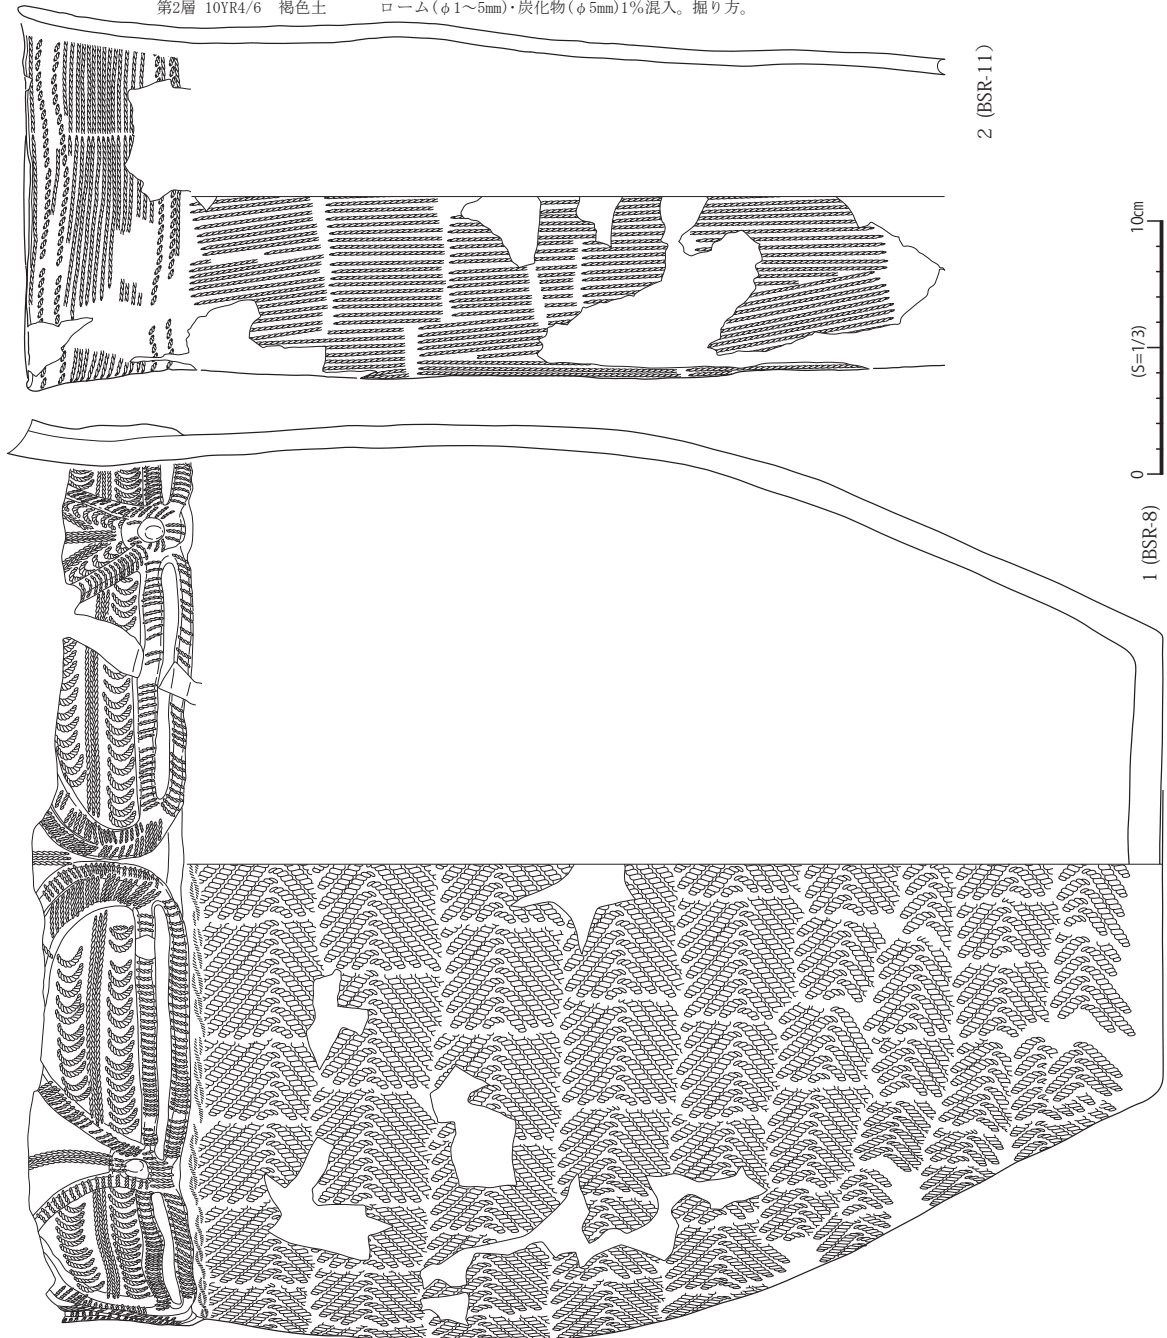 第2層 10YR4/6 褐色土 ローム(φ1～5mm)・炭化物(φ5mm)1%混入。掘り方。
2 (BSR-11)
10cm
(S=1/3)
0
1 (BSR-8)